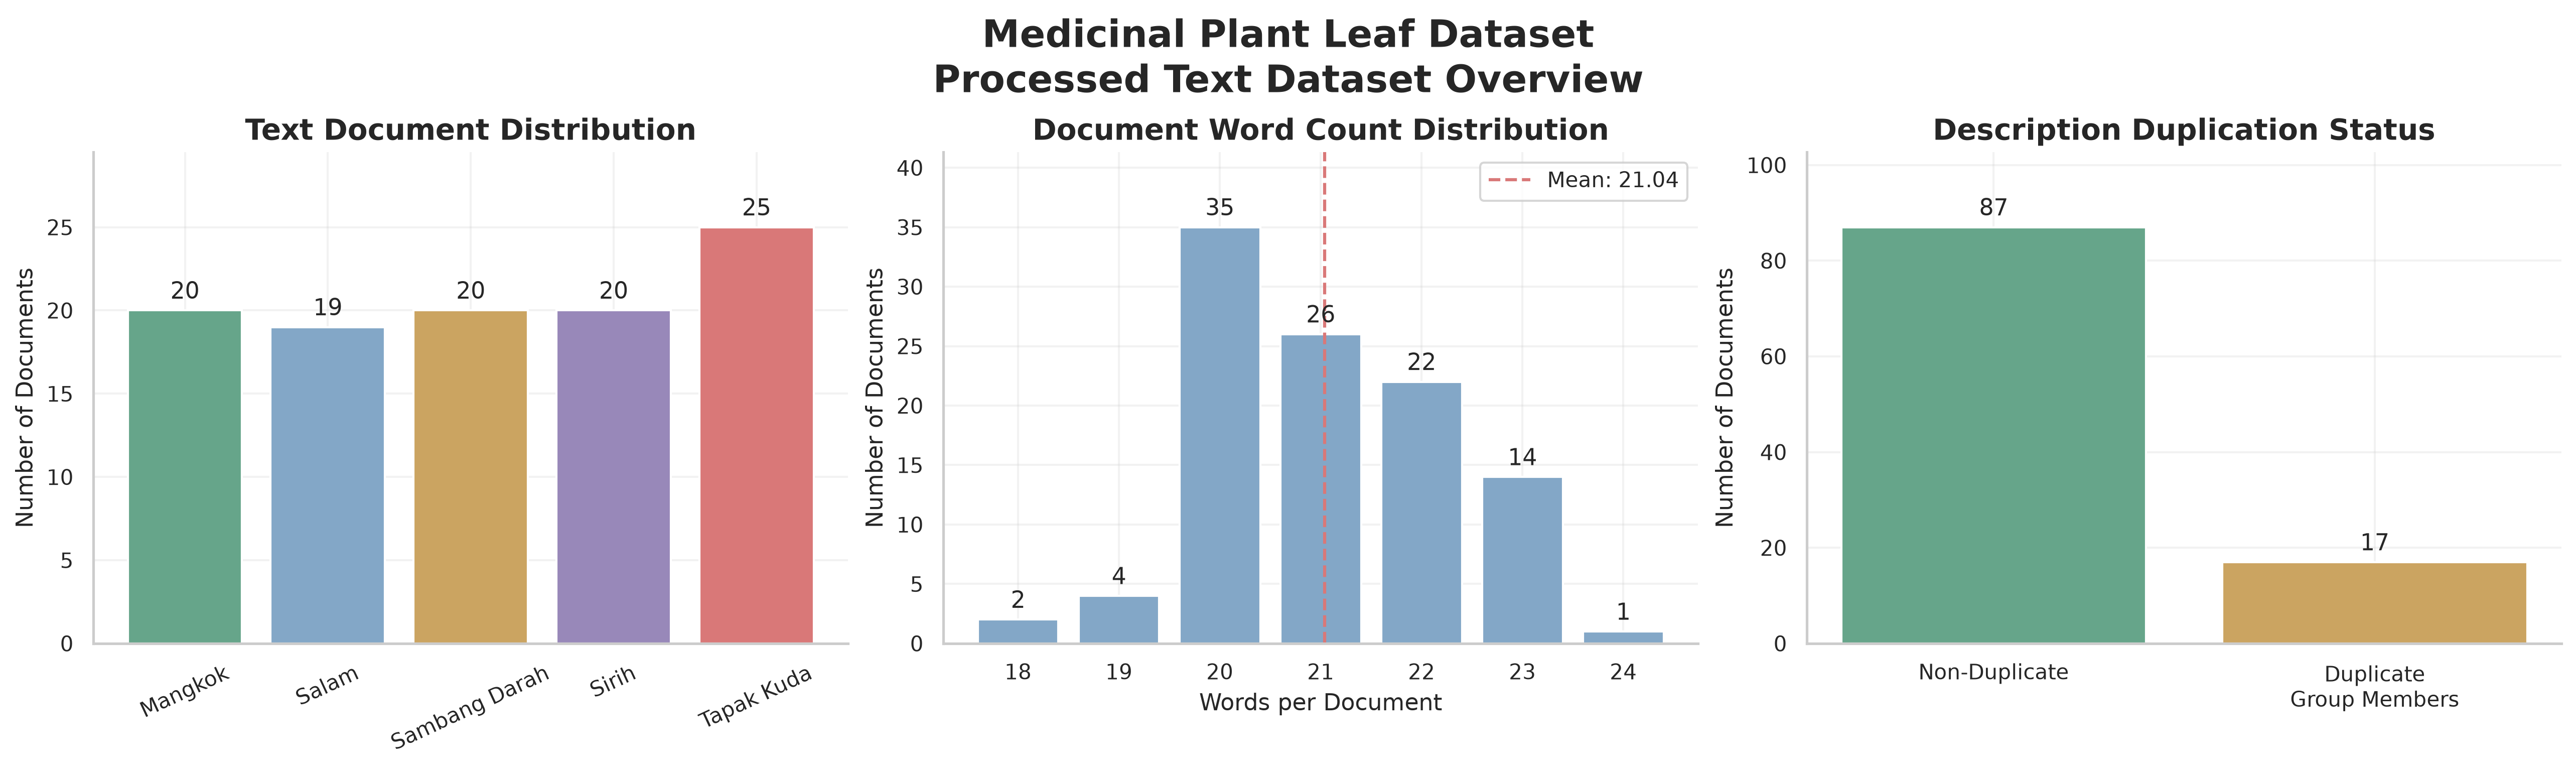 Medicinal Plant Leaf Dataset
Processed Text Dataset Overview
Text Document Distribution
Number of Documents
25
20
15
10
5
0
20
19
20
20
25
Mangkok
Salam
Sambang Darah
Sirih
Tapak Kuda
Document Word Count Distribution
Number of Documents
40
35
30
25
20
15
10
5
0
Mean: 21.04
2
4
35
26
22
14
1
18
19
20
21
22
23
24
Words per Document
Description Duplication Status
Number of Documents
100
80
60
40
20
0
87
17
Non-Duplicate
Duplicate
Group Members